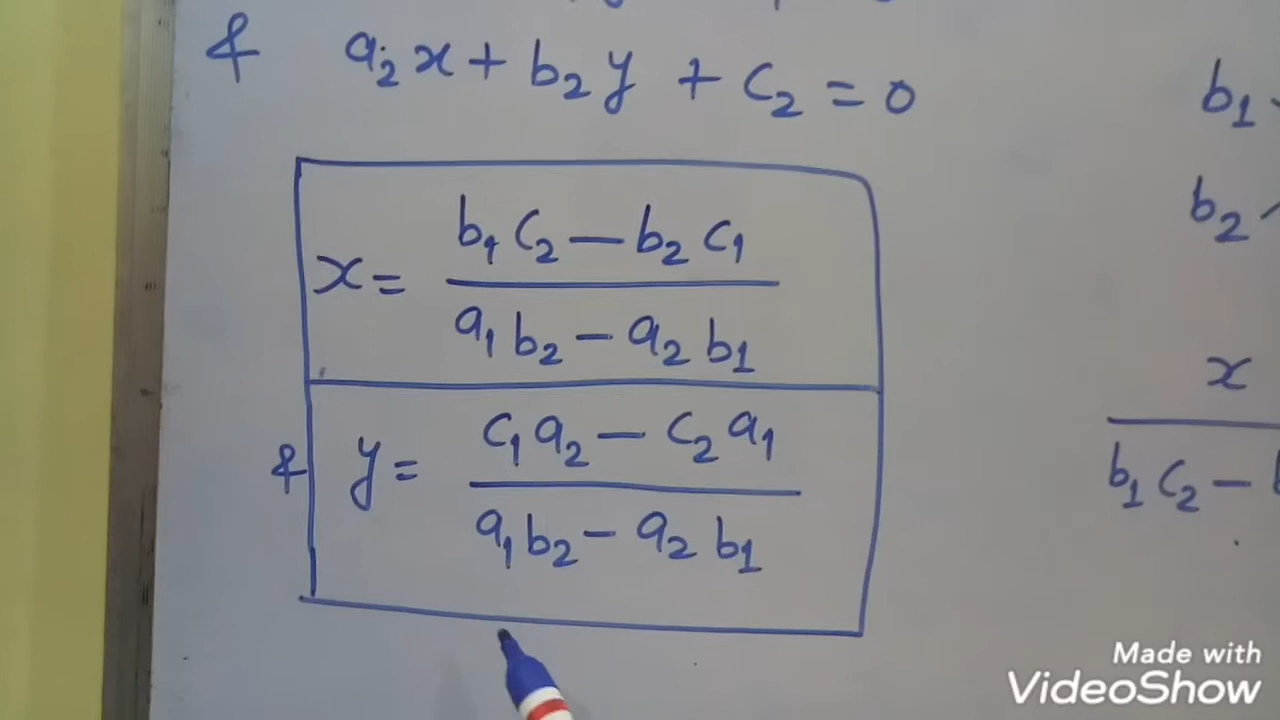 & a₂x + b₂y + c₂ = 0
x = (b₁c₂ − b₂c₁) / (a₁b₂ − a₂b₁)
& y = (c₁a₂ − c₂a₁) / (a₁b₂ − a₂b₁)
b₁
b₂
x
b₁c₂ −
Made with
VideoShow